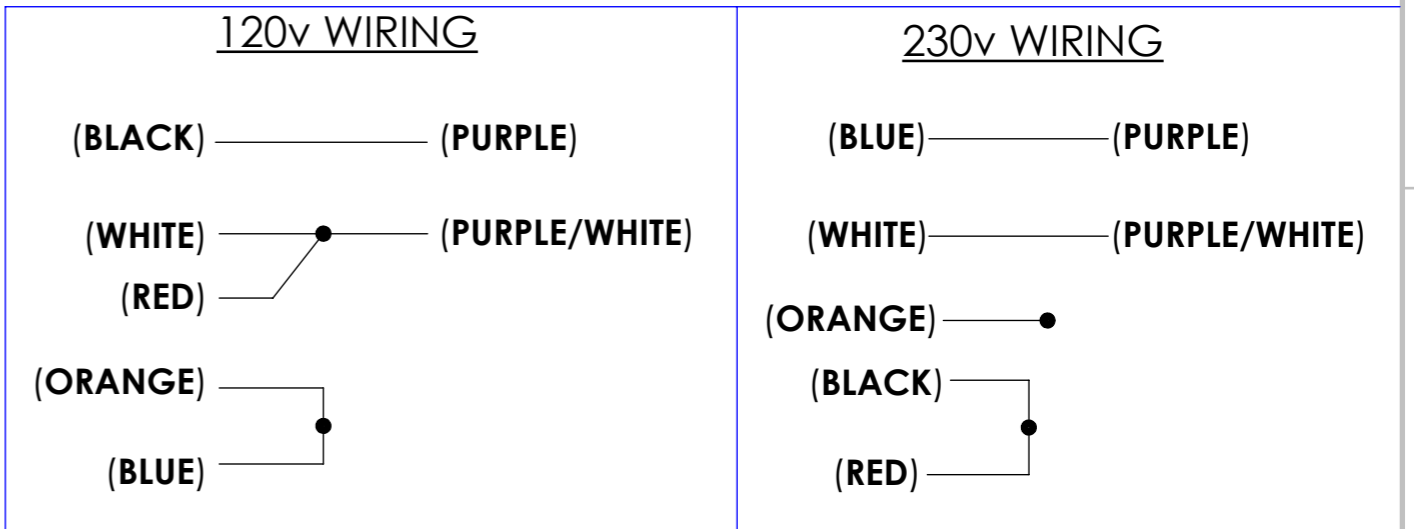 120v WIRING
(BLACK) (PURPLE)
(WHITE) (PURPLE/WHITE)
(RED)
(ORANGE)
(BLUE)
230v WIRING
(BLUE) (PURPLE)
(WHITE) (PURPLE/WHITE)
(ORANGE)
(BLACK)
(RED)